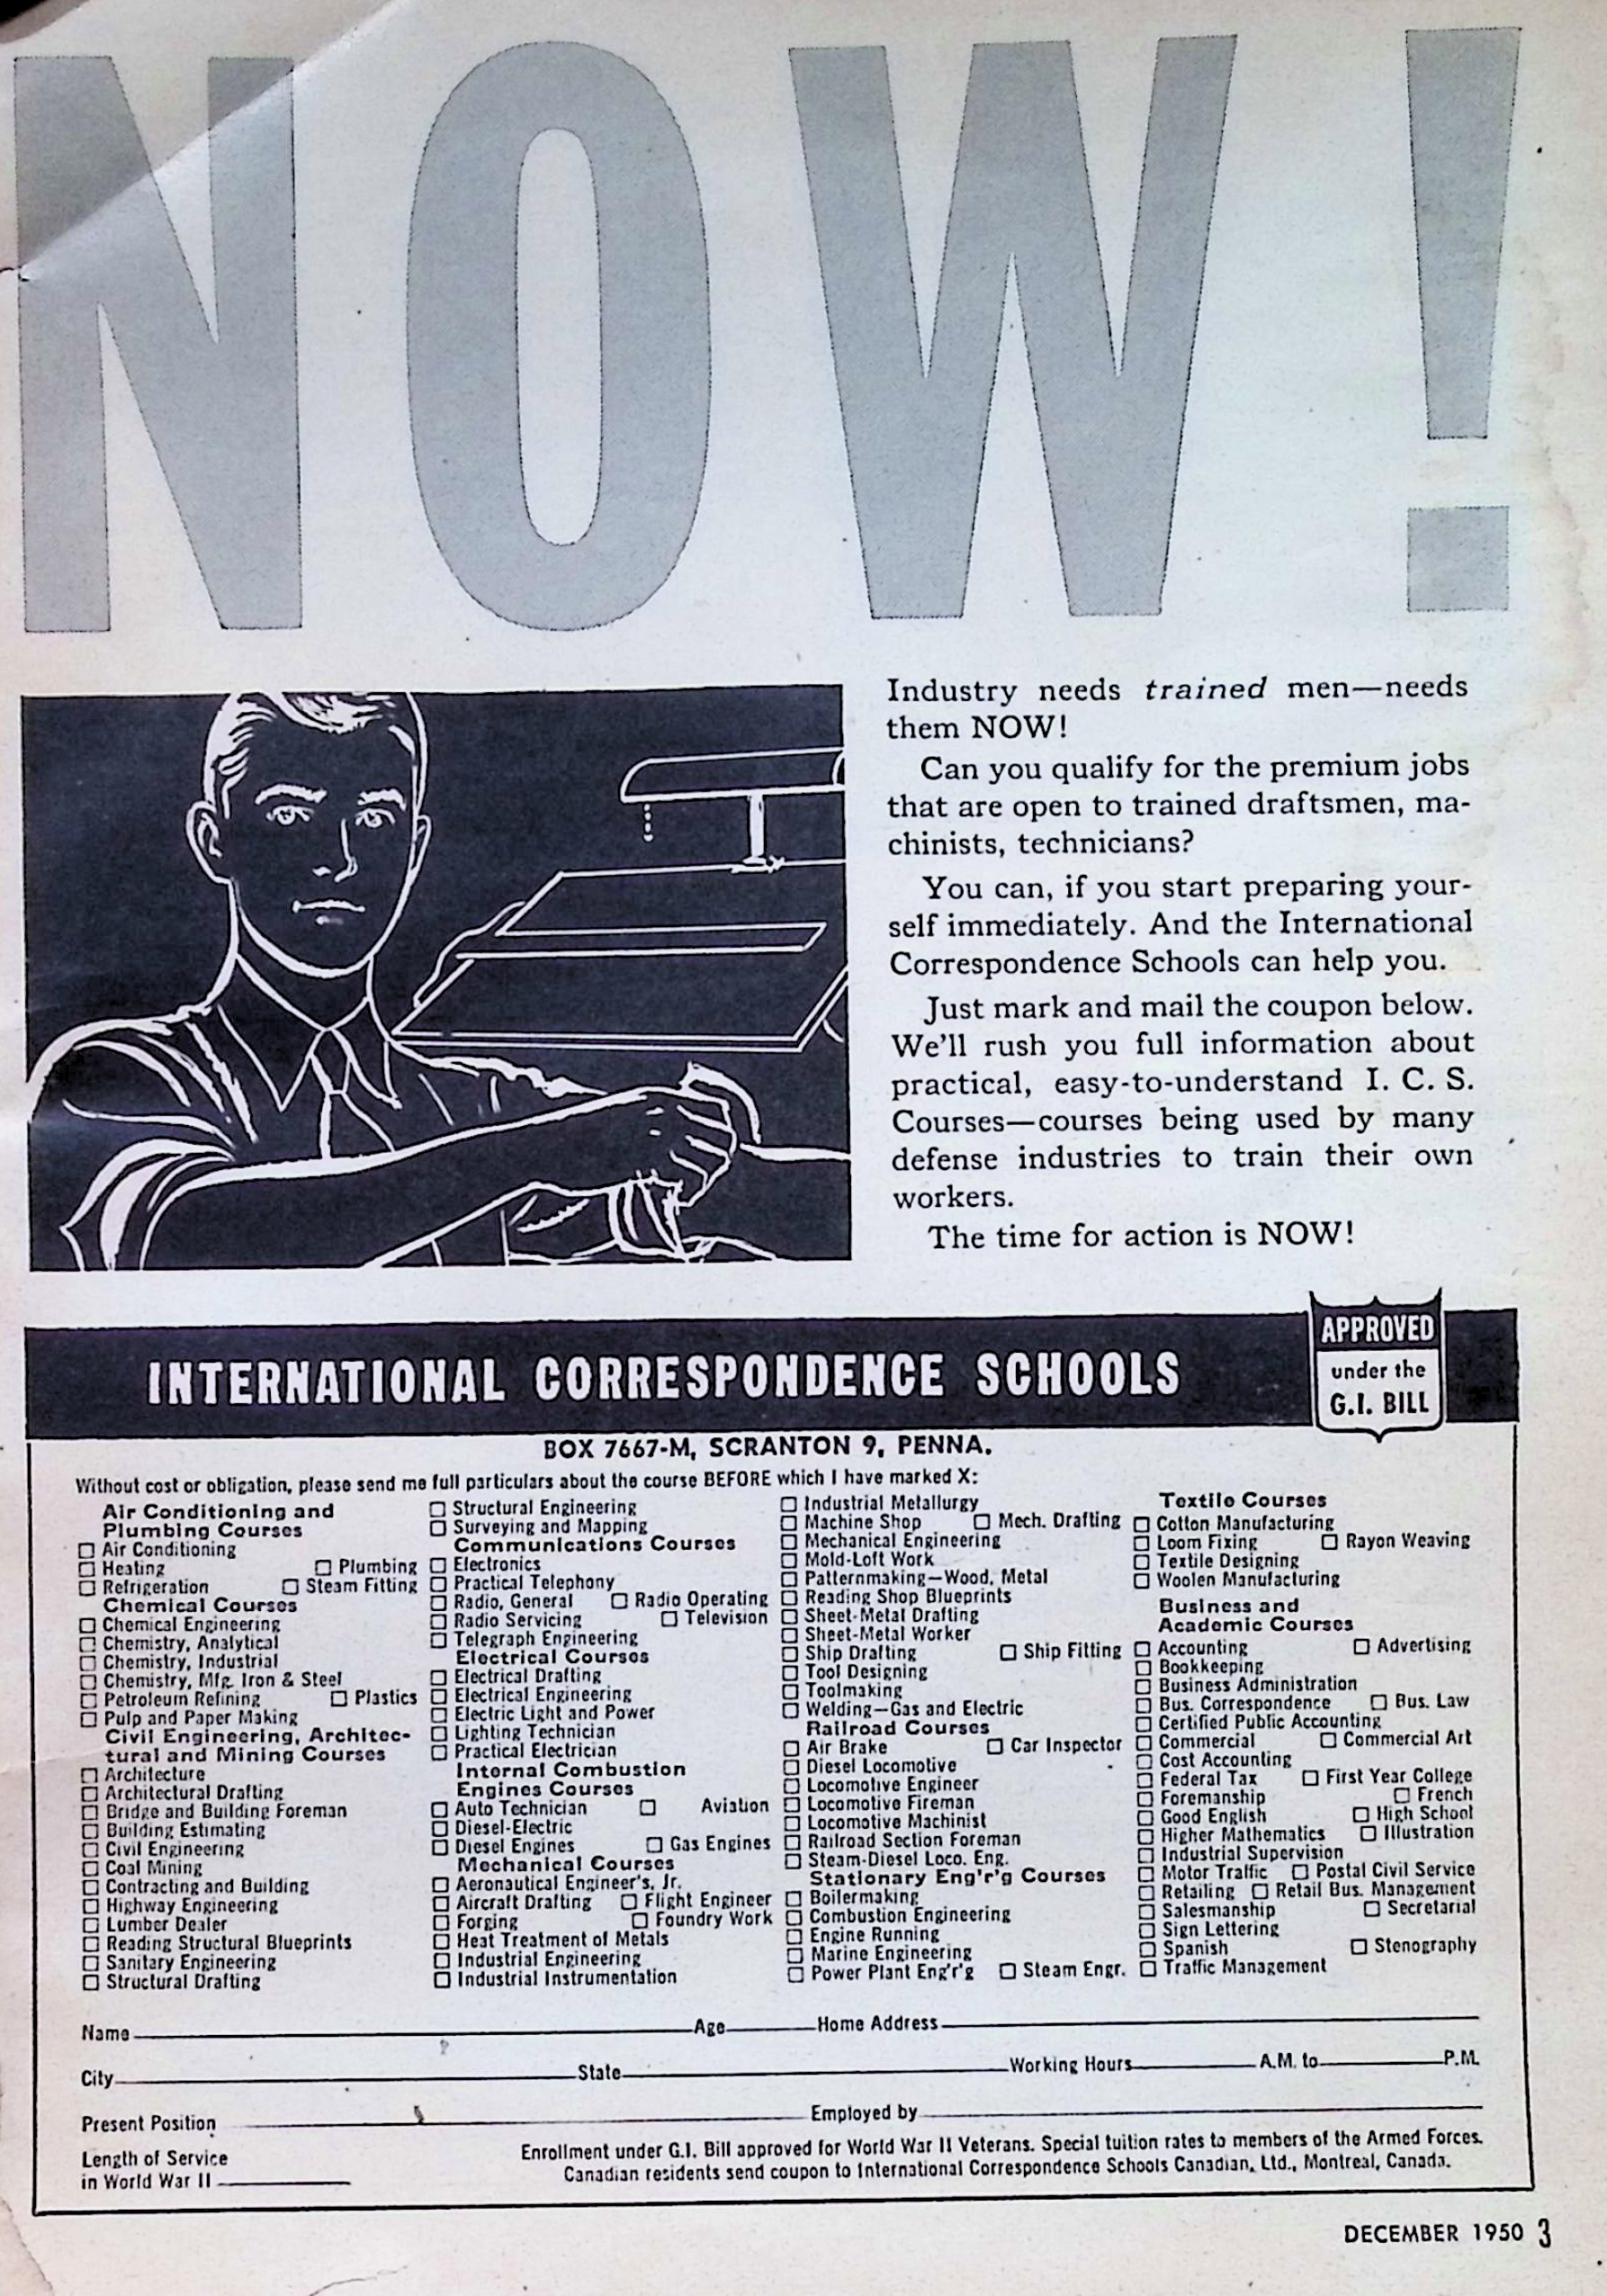 NOW!
Industry needs trained men—needs
them NOW!
Can you qualify for the premium jobs
that are open to trained draftsmen, ma-
chinists, technicians?
You can, if you start preparing your-
self immediately. And the International
Correspondence Schools can help you.
Just mark and mail the coupon below.
We'll rush you full information about
practical, easy-to-understand I. C. S.
Courses—courses being used by many
defense industries to train their own
workers.
The time for action is NOW!
INTERNATIONAL CORRESPONDENCE SCHOOLS
APPROVED
under the
G.I. BILL
BOX 7667-M, SCRANTON 9, PENNA.
Without cost or obligation, please send me full particulars about the course BEFORE which I have marked X:
Air Conditioning and
Plumbing Courses
□ Air Conditioning
□ Heating □ Plumbing
□ Refrigeration □ Steam Fitting
Chemical Courses
□ Chemical Engineering
□ Chemistry, Analytical
□ Chemistry, Industrial
□ Chemistry, Mfg. Iron & Steel
□ Petroleum Refining □ Plastics
□ Pulp and Paper Making
Civil Engineering, Architec-
tural and Mining Courses
□ Architecture
□ Architectural Drafting
□ Bridge and Building Foreman
□ Building Estimating
□ Civil Engineering
□ Coal Mining
□ Contracting and Building
□ Highway Engineering
□ Lumber Dealer
□ Reading Structural Blueprints
□ Sanitary Engineering
□ Structural Drafting
□ Structural Engineering
□ Surveying and Mapping
Communications Courses
□ Electronics
□ Practical Telephony
□ Radio, General □ Radio Operating
□ Radio Servicing □ Television
□ Telegraph Engineering
Electrical Courses
□ Electrical Drafting
□ Electrical Engineering
□ Electric Light and Power
□ Lighting Technician
□ Practical Electrician
Internal Combustion
Engines Courses
□ Auto Technician □ Aviation
□ Diesel-Electric
□ Diesel Engines □ Gas Engines
Mechanical Courses
□ Aeronautical Engineer's, Jr.
□ Aircraft Drafting □ Flight Engineer
□ Forging □ Foundry Work
□ Heat Treatment of Metals
□ Industrial Engineering
□ Industrial Instrumentation
□ Industrial Metallurgy
□ Machine Shop □ Mech. Drafting
□ Mechanical Engineering
□ Mold-Loft Work
□ Patternmaking—Wood, Metal
□ Reading Shop Blueprints
□ Sheet-Metal Drafting
□ Sheet-Metal Worker
□ Ship Drafting □ Ship Fitting
□ Tool Designing
□ Toolmaking
□ Welding—Gas and Electric
Railroad Courses
□ Air Brake □ Car Inspector
□ Diesel Locomotive
□ Locomotive Engineer
□ Locomotive Fireman
□ Locomotive Machinist
□ Railroad Section Foreman
□ Steam-Diesel Loco. Eng.
Stationary Eng'r'g Courses
□ Boilermaking
□ Combustion Engineering
□ Engine Running
□ Marine Engineering
□ Power Plant Eng'r'g □ Steam Engr.
Textile Courses
□ Cotton Manufacturing
□ Loom Fixing □ Rayon Weaving
□ Textile Designing
□ Woolen Manufacturing
Business and
Academic Courses
□ Accounting □ Advertising
□ Bookkeeping
□ Business Administration
□ Bus. Correspondence □ Bus. Law
□ Certified Public Accounting
□ Commercial □ Commercial Art
□ Cost Accounting
□ Federal Tax □ First Year College
□ Foremanship □ French
□ Good English □ High School
□ Higher Mathematics □ Illustration
□ Industrial Supervision
□ Motor Traffic □ Postal Civil Service
□ Retailing □ Retail Bus. Management
□ Salesmanship □ Secretarial
□ Sign Lettering
□ Spanish □ Stenography
□ Traffic Management
Name Age Home Address
City State Working Hours A.M. to P.M.
Present Position Employed by
Length of Service
in World War II
Enrollment under G.I. Bill approved for World War II Veterans. Special tuition rates to members of the Armed Forces.
Canadian residents send coupon to International Correspondence Schools Canadian, Ltd., Montreal, Canada.
DECEMBER 1950 3